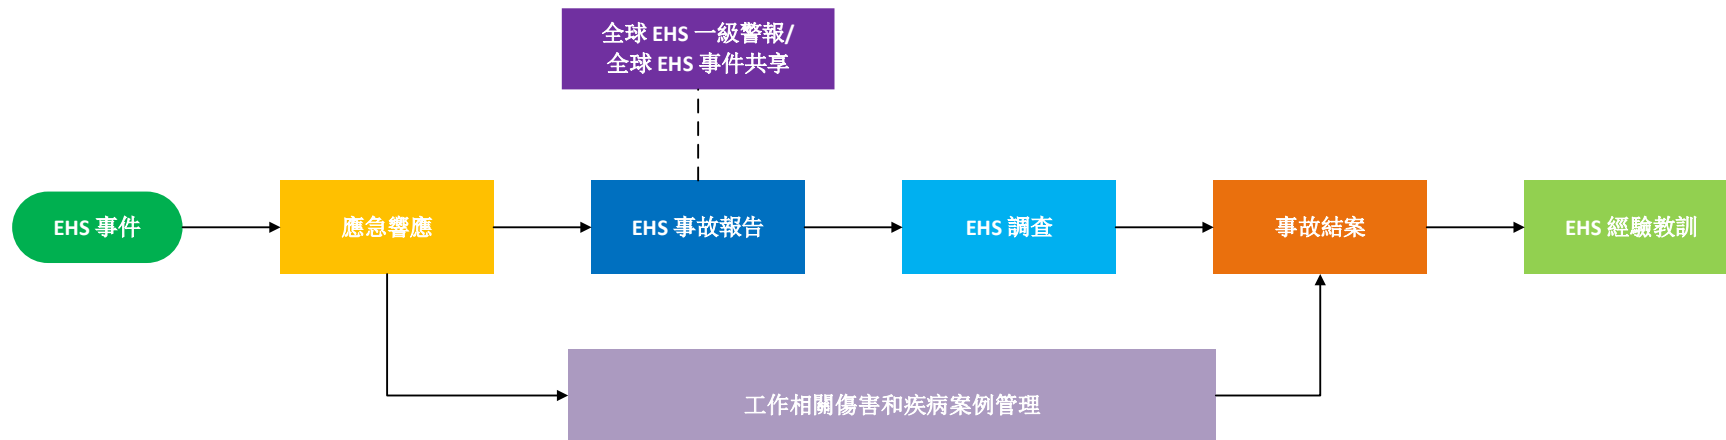 全球 EHS 一級警報/
全球 EHS 事件共享
EHS 事件
應急響應
EHS 事故報告
EHS 調查
事故結案
EHS 經驗教訓
工作相關傷害和疾病案例管理